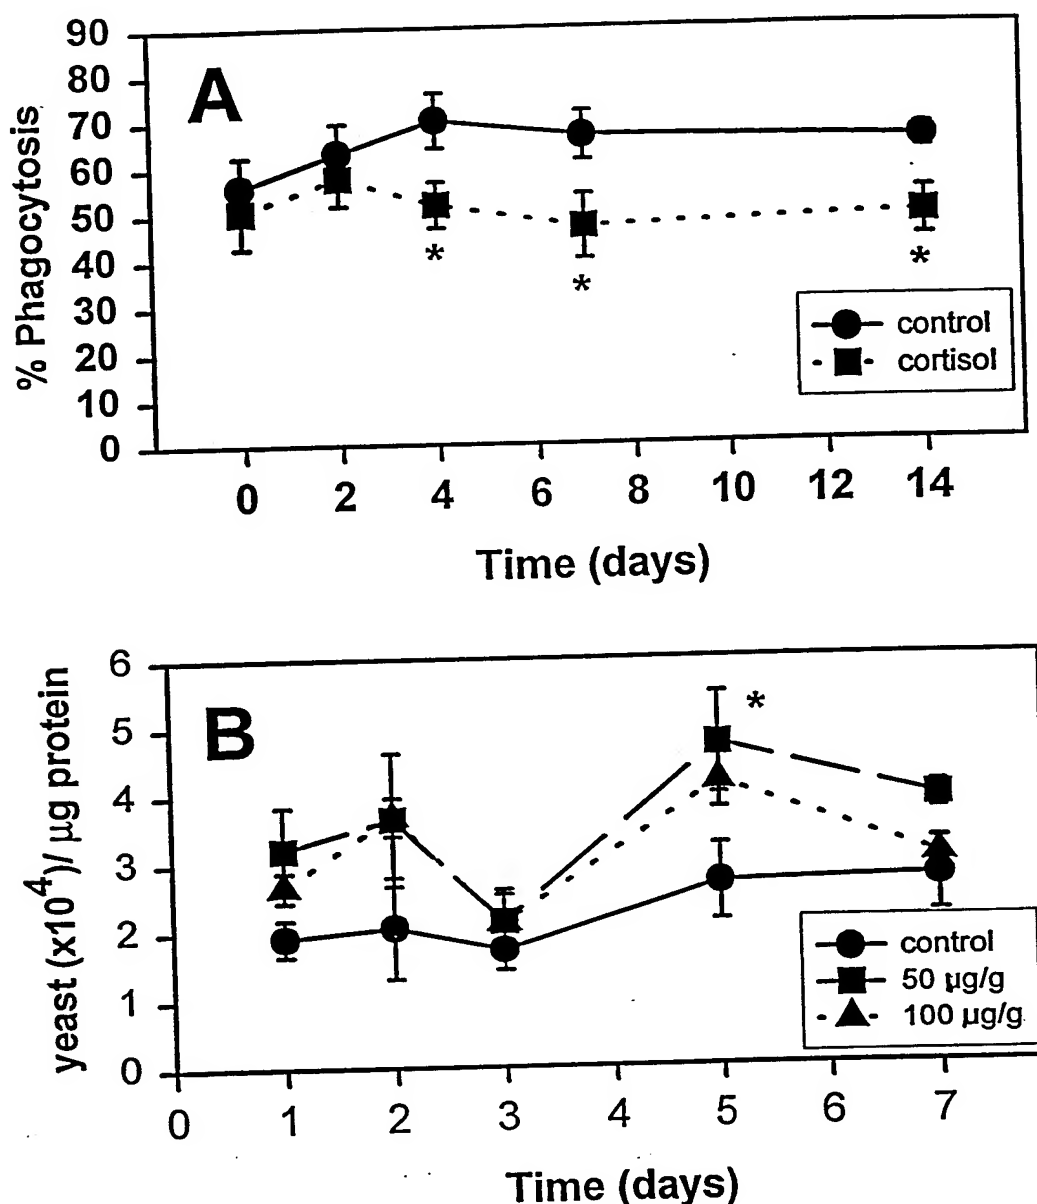 A
% Phagocytosis
90
80
70
60
50
40
30
20
10
0
*
*
*
control
cortisol
0 2 4 6 8 10 12 14
Time (days)
B
yeast (x10⁴)/ µg protein
6
5
4
3
2
1
0
*
control
50 µg/g
100 µg/g
0 1 2 3 4 5 6 7
Time (days)